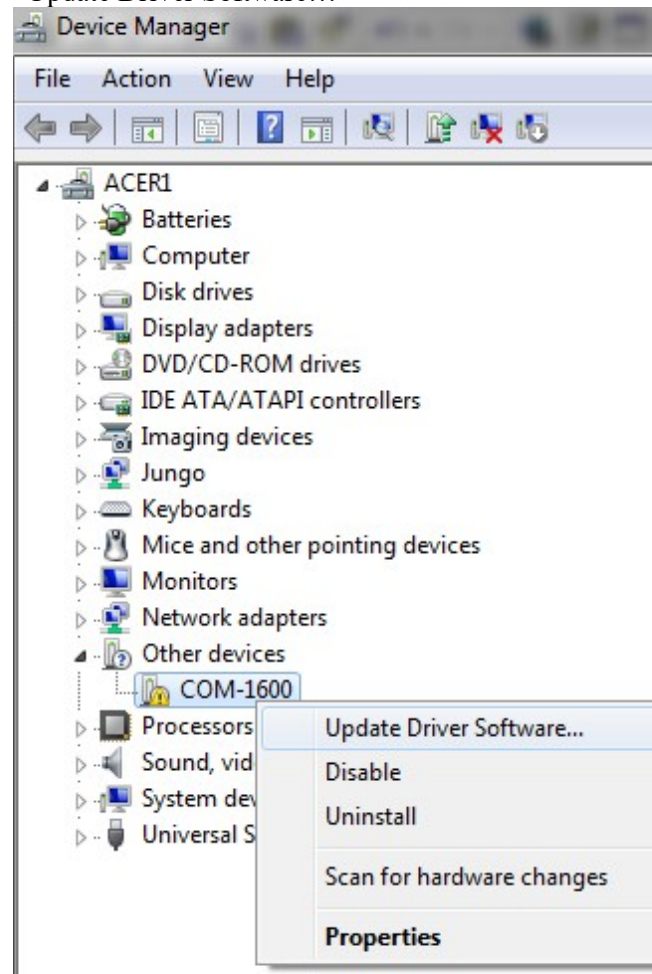 Device Manager
File Action View Help
ACER1
Batteries
Computer
Disk drives
Display adapters
DVD/CD-ROM drives
IDE ATA/ATAPI controllers
Imaging devices
Jungo
Keyboards
Mice and other pointing devices
Monitors
Network adapters
Other devices
COM-1600
Processors
Update Driver Software...
Sound, vid
Disable
System dev
Uninstall
Universal S
Scan for hardware changes
Properties